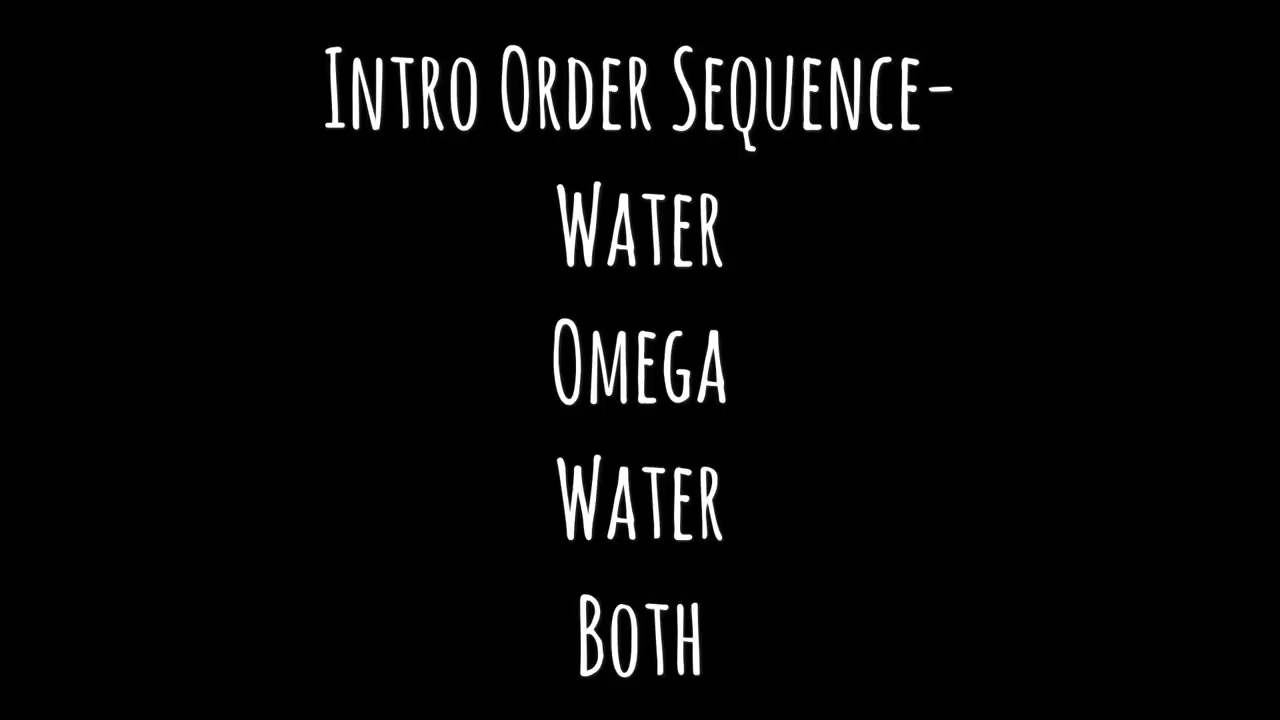 Intro Order Sequence-
Water
Omega
Water
Both